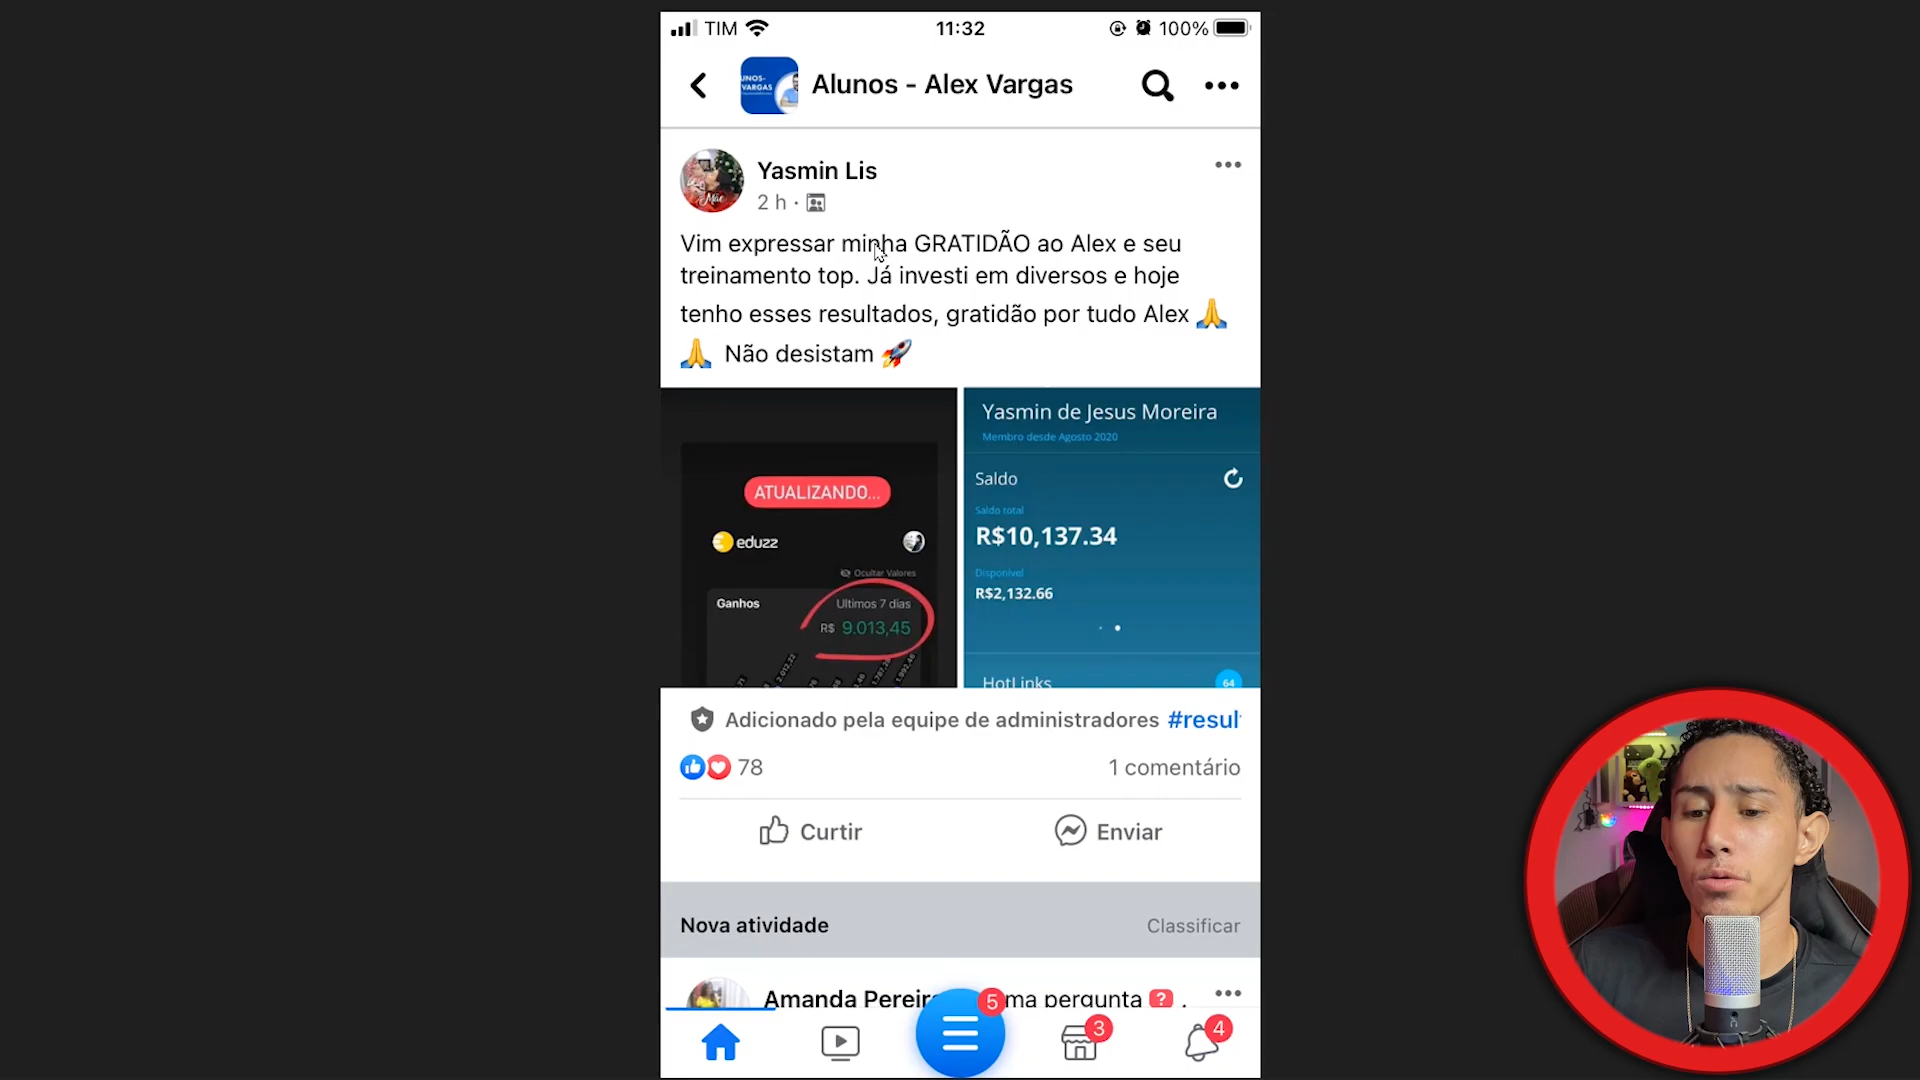 TIM 11:32 100%
UNOS-
VARGAS
Alunos - Alex Vargas
Yasmin Lis
2 h ·
Vim expressar minha GRATIDÃO ao Alex e seu
treinamento top. Já investi em diversos e hoje
tenho esses resultados, gratidão por tudo Alex 🙏
🙏 Não desistam 🚀
ATUALIZANDO...
eduzz
Ocultar Valores
Ganhos
Ultimos 7 dias
R$ 9.013,45
Yasmin de Jesus Moreira
Membro desde Agosto 2020
Saldo
Saldo total
R$10,137.34
Disponível
R$2,132.66
HotLinks
64
Adicionado pela equipe de administradores #resul
78
1 comentário
Curtir
Enviar
Nova atividade
Classificar
Amanda Pereir
ma pergunta ? .
5
3
4